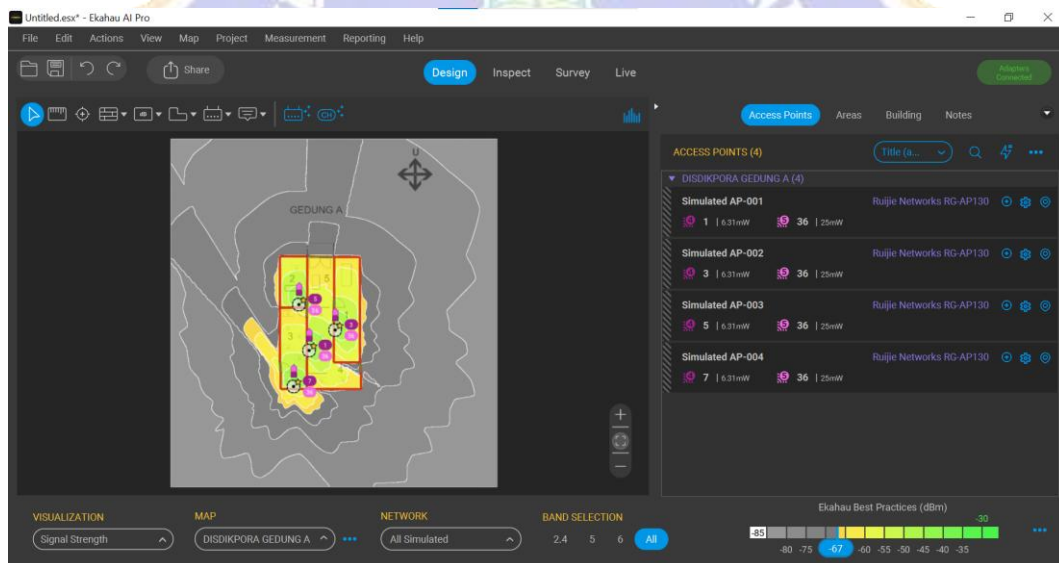 Untitled.esx* - Ekahau AI Pro
File Edit Actions View Map Project Measurement Reporting Help
Share
Design Inspect Survey Live
Adapters Connected
Access Points Areas Building Notes
ACCESS POINTS (4)
Title (a...
DISDIKPORA GEDUNG A (4)
Simulated AP-001 Ruijie Networks RG-AP130
1 | 6.31mW 36 | 25mW
Simulated AP-002 Ruijie Networks RG-AP130
3 | 6.31mW 36 | 25mW
Simulated AP-003 Ruijie Networks RG-AP130
5 | 6.31mW 36 | 25mW
Simulated AP-004 Ruijie Networks RG-AP130
7 | 6.31mW 36 | 25mW
GEDUNG A
2 5
3
4
7
VISUALIZATION MAP NETWORK BAND SELECTION
Signal Strength DISDIKPORA GEDUNG A All Simulated 2.4 5 6 All
Ekahau Best Practices (dBm)
-30
-85
-80 -75 -67 -60 -55 -50 -45 -40 -35